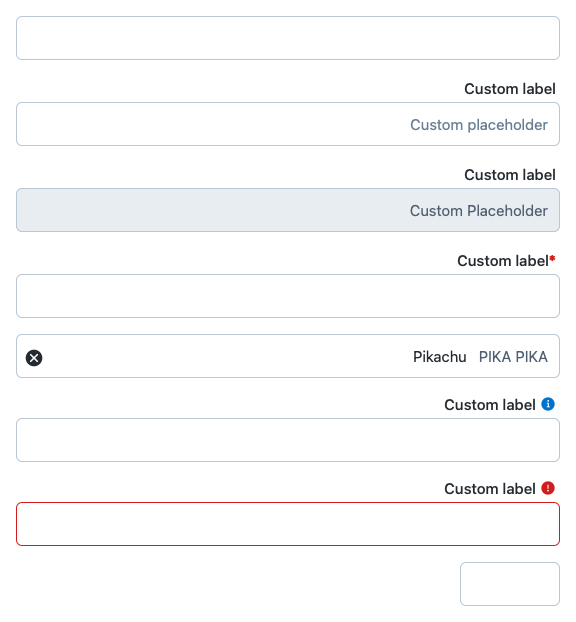 Custom label
Custom placeholder
Custom label
Custom Placeholder
Custom label*
Pikachu PIKA PIKA
Custom label
Custom label